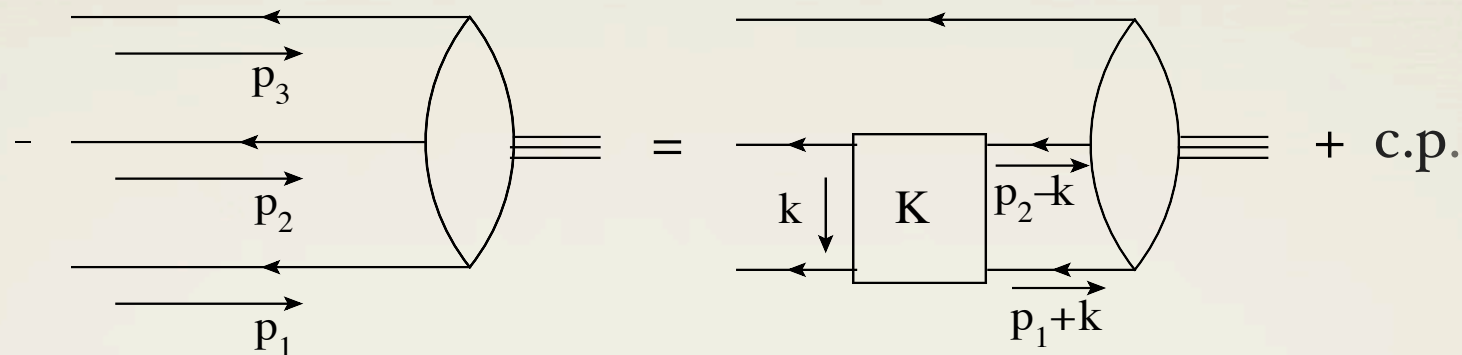 p3
p2
p1
– = + c.p.
k K p2–k
p1+k